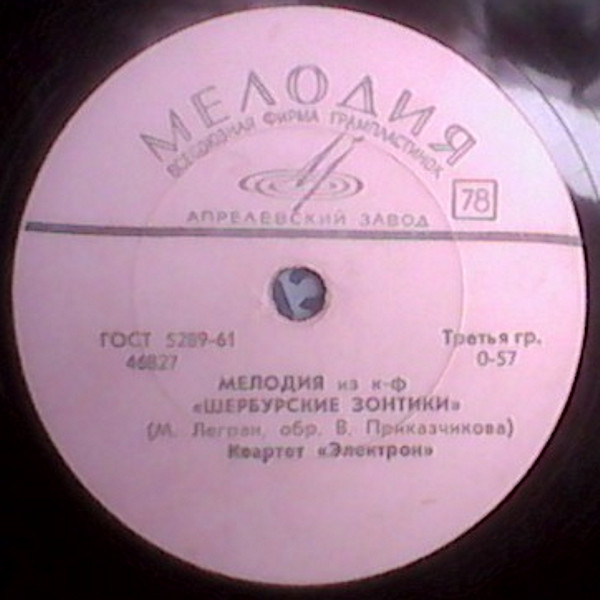 МЕЛОДИЯ
ВСЕСОЮЗНАЯ ФИРМА ГРАМПЛАСТИНОК
АПРЕЛЕВСКИЙ ЗАВОД
78
ГОСТ 5289-61
Третья гр.
46827
0-57
МЕЛОДИЯ из к-ф
«ШЕРБУРСКИЕ ЗОНТИКИ»
(М. Легран, обр. В. Приказчикова)
Квартет «Электрон»